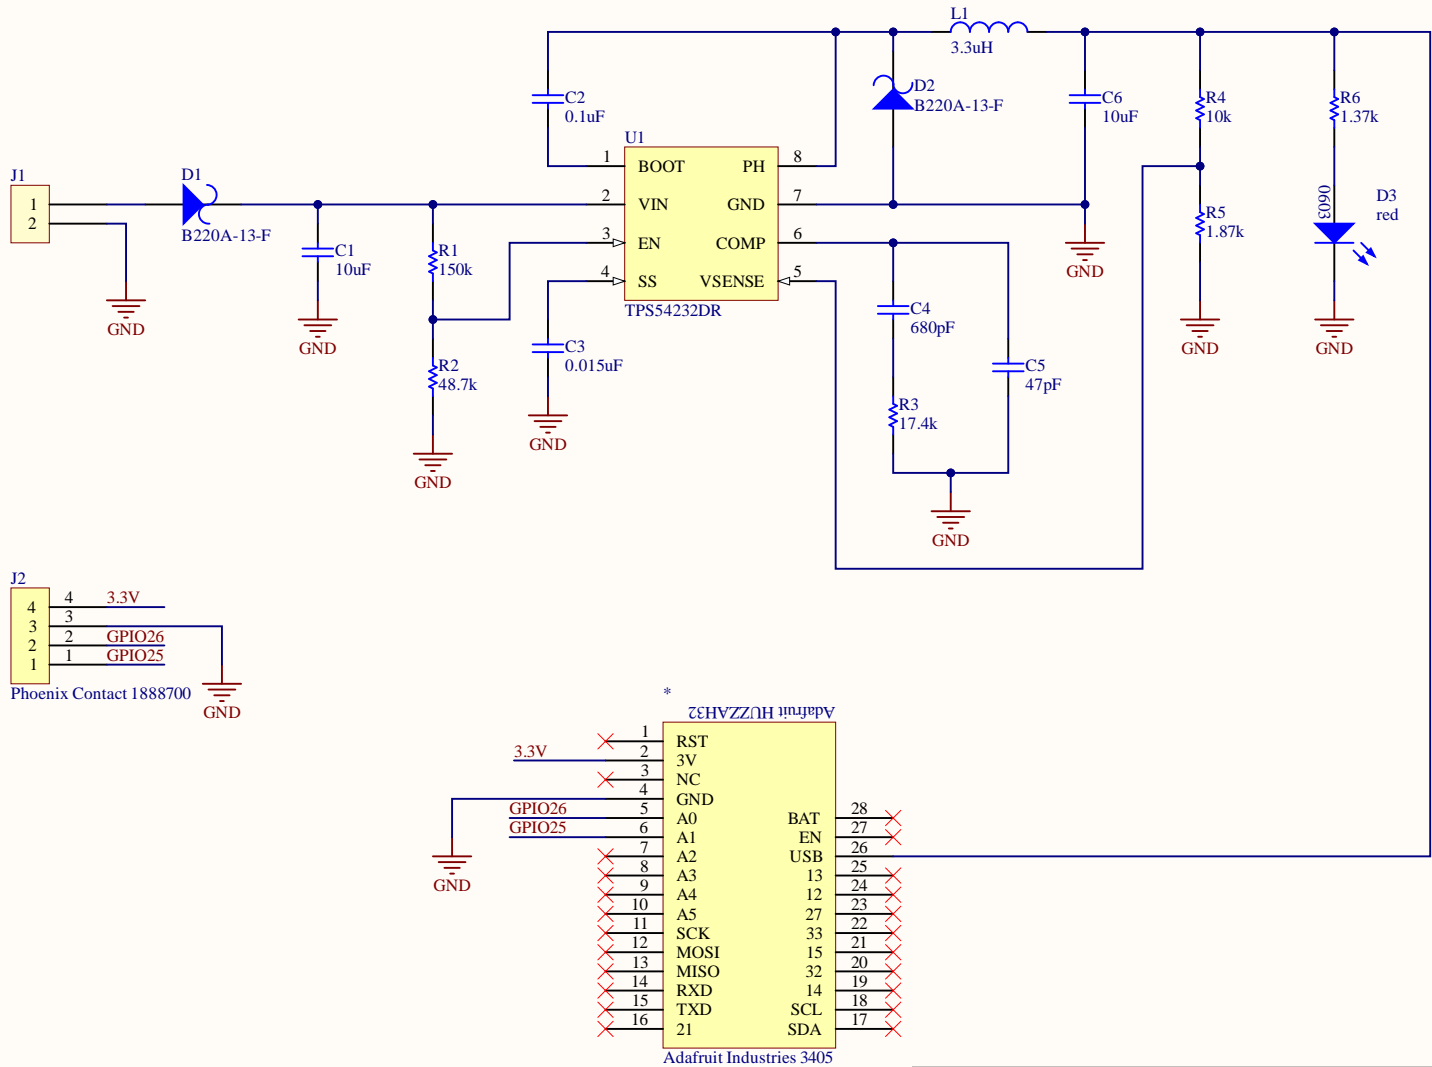 L1
3.3uH
C2
0.1uF
D2
B220A-13-F
C6
10uF
R4
10k
R6
1.37k
U1
1 BOOT PH 8
2 VIN GND 7
3 EN COMP 6
4 SS VSENSE 5
TPS54232DR
J1
1
2
GND
D1
B220A-13-F
C1
10uF
GND
R1
150k
R2
48.7k
GND
C3
0.015uF
GND
C4
680pF
C5
47pF
R3
17.4k
GND
GND
R5
1.87k
GND
0603
D3
red
GND
J2
4 4 3.3V
3 3
2 2 GPIO26
1 1 GPIO25
Phoenix Contact 1888700
GND
*
Adafruit HUZZAH32
1 RST
3.3V 2 3V
3 NC
4 GND
GPIO26 5 A0 BAT 28
GPIO25 6 A1 EN 27
7 A2 USB 26
8 A3 13 25
9 A4 12 24
10 A5 27 23
11 SCK 33 22
12 MOSI 15 21
13 MISO 32 20
14 RXD 14 19
15 TXD SCL 18
16 21 SDA 17
GND
Adafruit Industries 3405